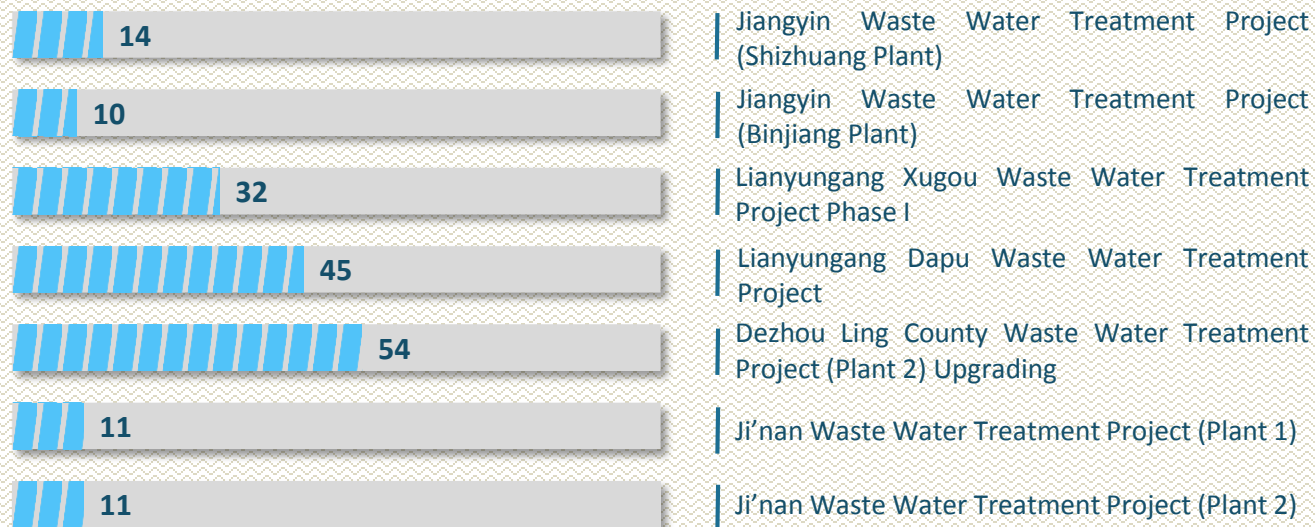 14
Jiangyin Waste Water Treatment Project
(Shizhuang Plant)
10
Jiangyin Waste Water Treatment Project
(Binjiang Plant)
32
Lianyungang Xugou Waste Water Treatment
Project Phase I
45
Lianyungang Dapu Waste Water Treatment
Project
54
Dezhou Ling County Waste Water Treatment
Project (Plant 2) Upgrading
11
Ji’nan Waste Water Treatment Project (Plant 1)
11
Ji’nan Waste Water Treatment Project (Plant 2)